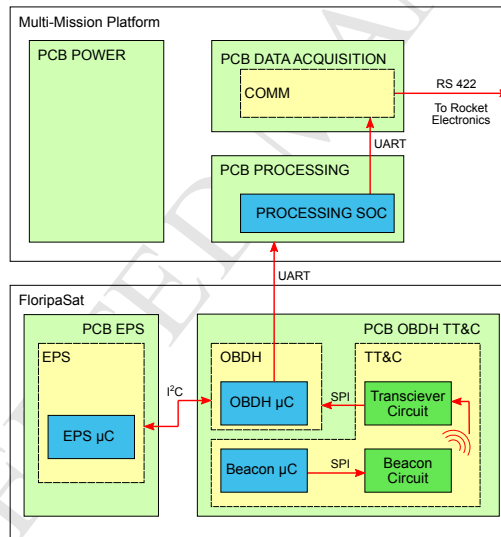 Multi-Mission Platform
PCB POWER
PCB DATA ACQUISITION
COMM
RS 422
To Rocket
Electronics
UART
PCB PROCESSING
PROCESSING SOC
UART
FloripaSat
PCB EPS
EPS
EPS µC
I²C
PCB OBDH TT&C
OBDH
OBDH µC
TT&C
SPI
Transciever
Circuit
Beacon µC
SPI
Beacon
Circuit